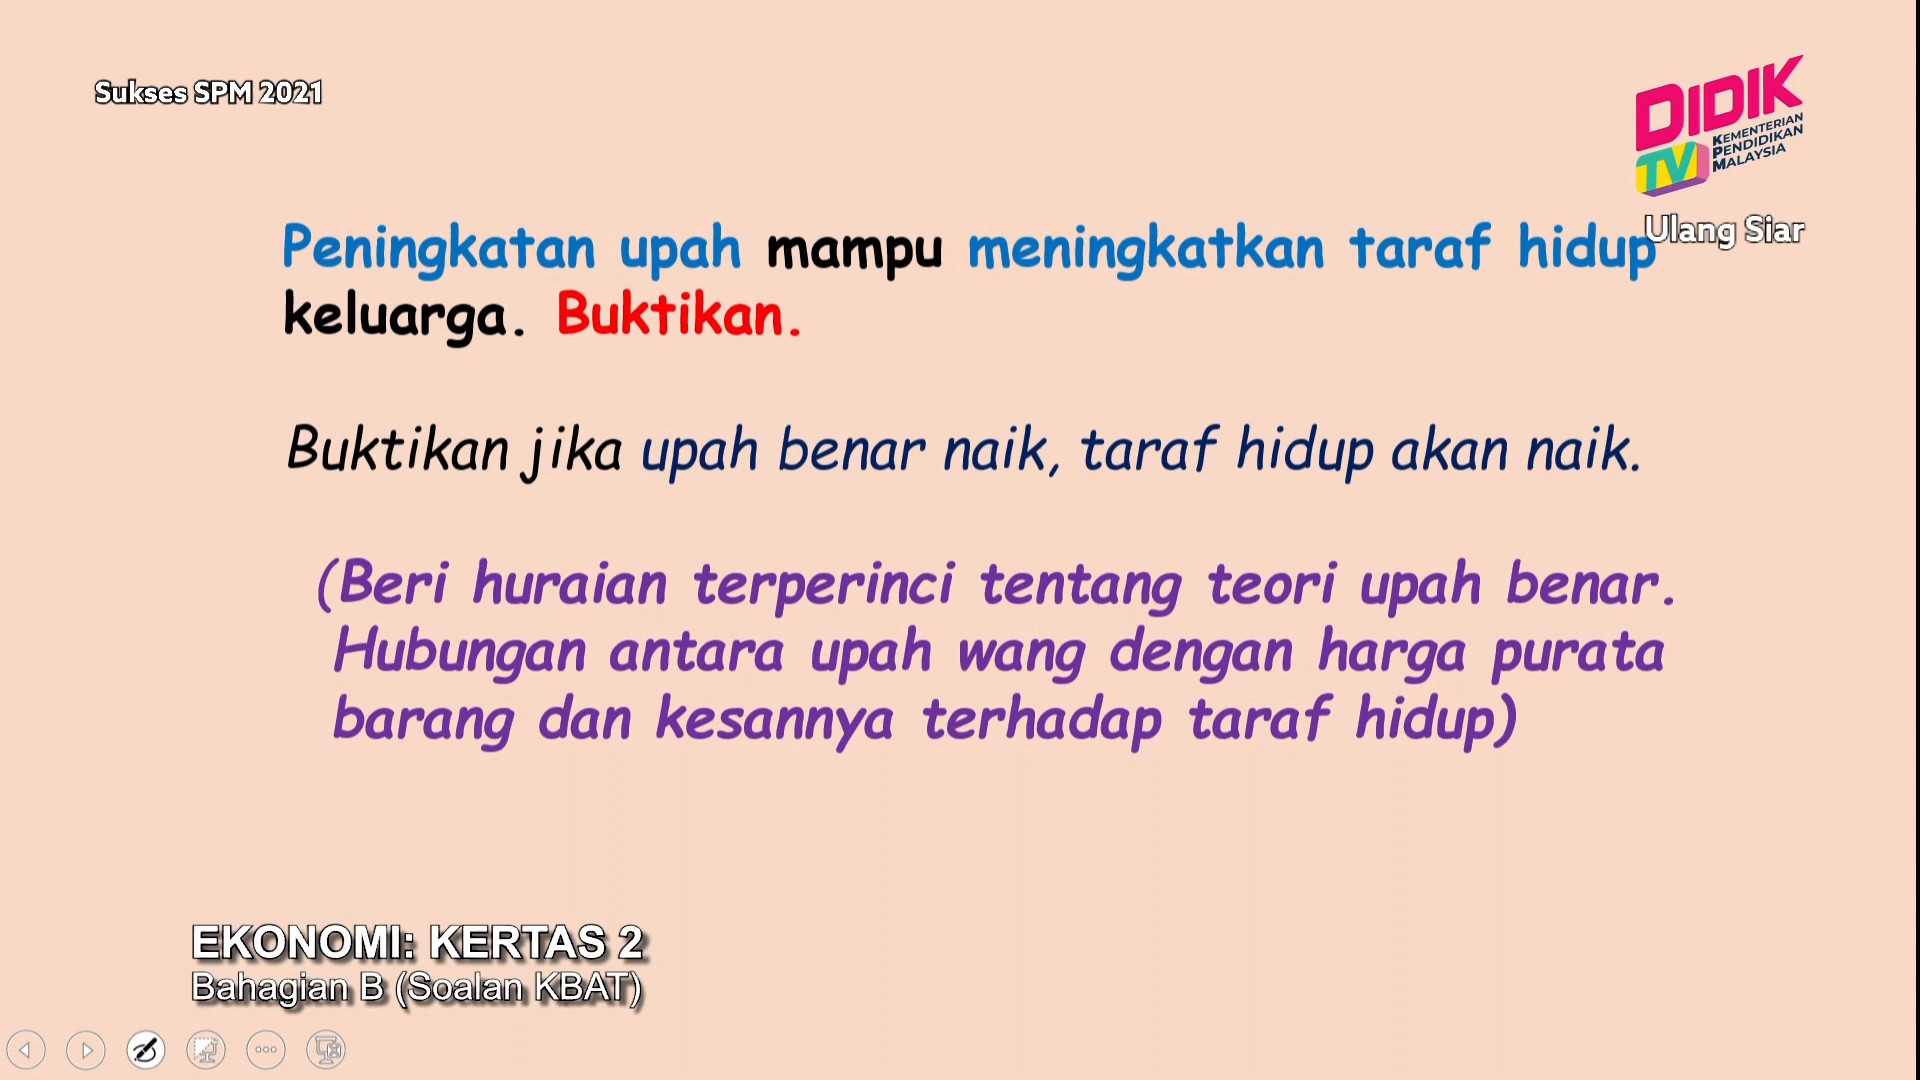 Sukses SPM 2021
DIDIK
TV
KEMENTERIAN
PENDIDIKAN
MALAYSIA
Ulang Siar
Peningkatan upah mampu meningkatkan taraf hidup
keluarga. Buktikan.
Buktikan jika upah benar naik, taraf hidup akan naik.
(Beri huraian terperinci tentang teori upah benar.
Hubungan antara upah wang dengan harga purata
barang dan kesannya terhadap taraf hidup)
EKONOMI: KERTAS 2
Bahagian B (Soalan KBAT)